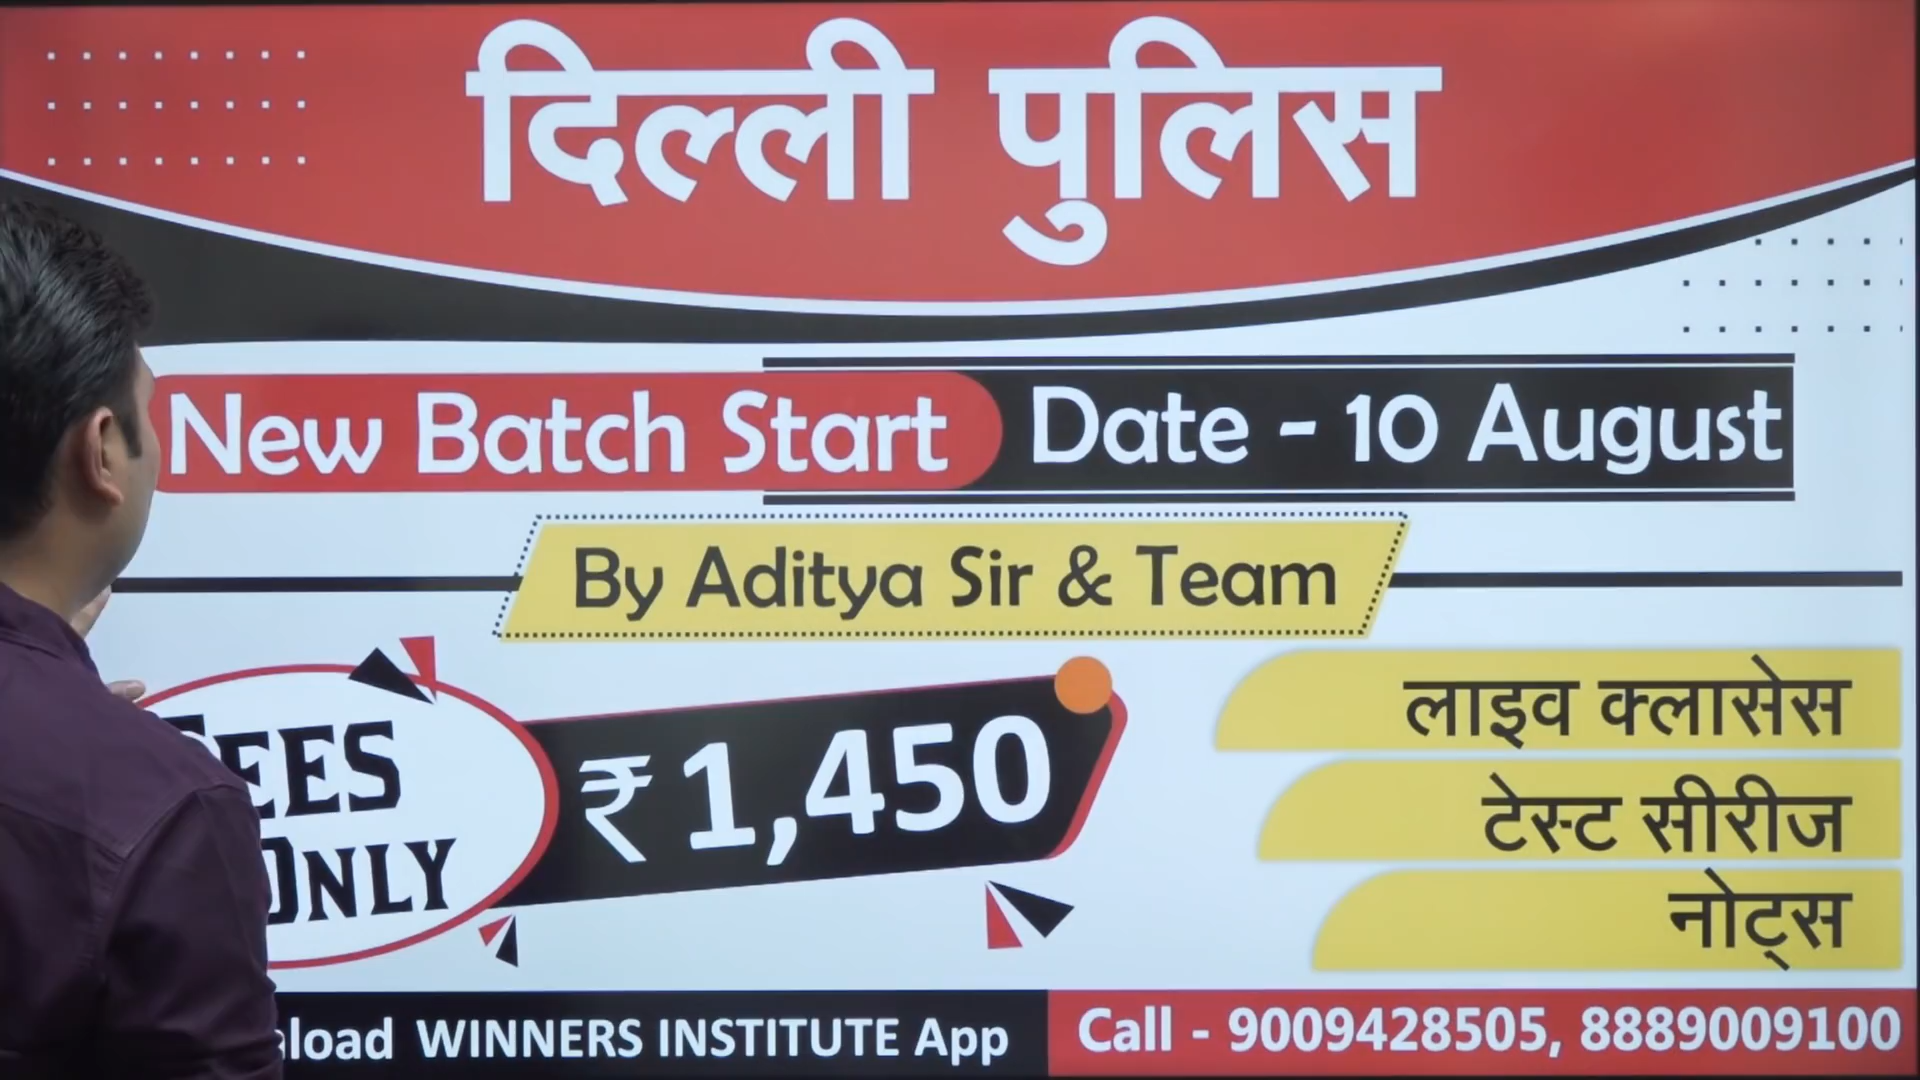 दिल्ली पुलिस
New Batch Start Date - 10 August
By Aditya Sir & Team
₹ 1,450
ONLY
लाइव क्लासेस
टेस्ट सीरीज
नोट्स
WINNERS INSTITUTE App
Call - 9009428505, 8889009100